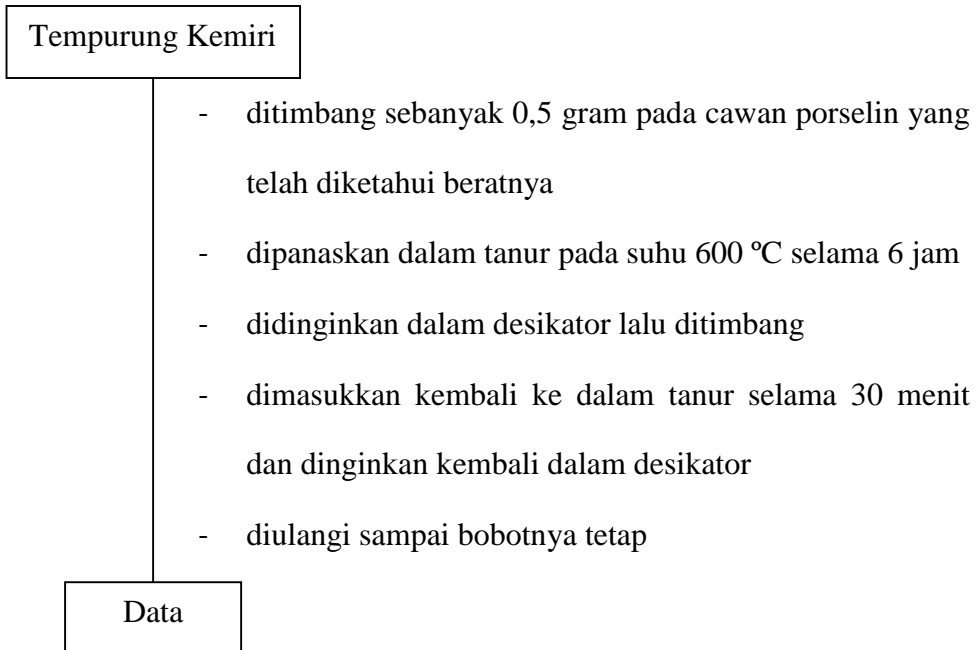 Tempurung Kemiri
- ditimbang sebanyak 0,5 gram pada cawan porselin yang
telah diketahui beratnya
- dipanaskan dalam tanur pada suhu 600 ºC selama 6 jam
- didinginkan dalam desikator lalu ditimbang
- dimasukkan kembali ke dalam tanur selama 30 menit
dan dinginkan kembali dalam desikator
- diulangi sampai bobotnya tetap
Data